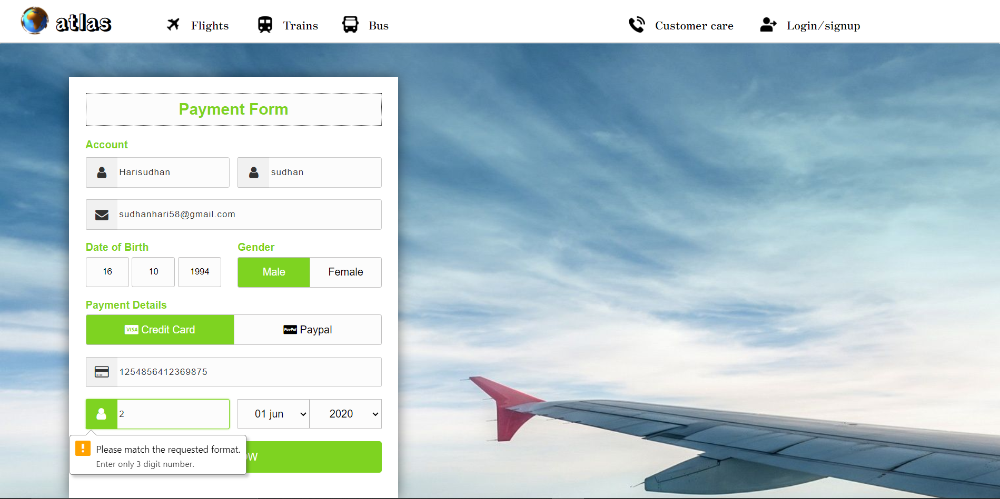 atlas Flights Trains Bus Customer care Login/signup
Payment Form
Account
Harisudhan sudhan
sudhanhari58@gmail.com
Date of Birth Gender
16 10 1994 Male Female
Payment Details
VISA Credit Card PayPal Paypal
1254856412369875
2 01 jun 2020
Please match the requested format.
Enter only 3 digit number.